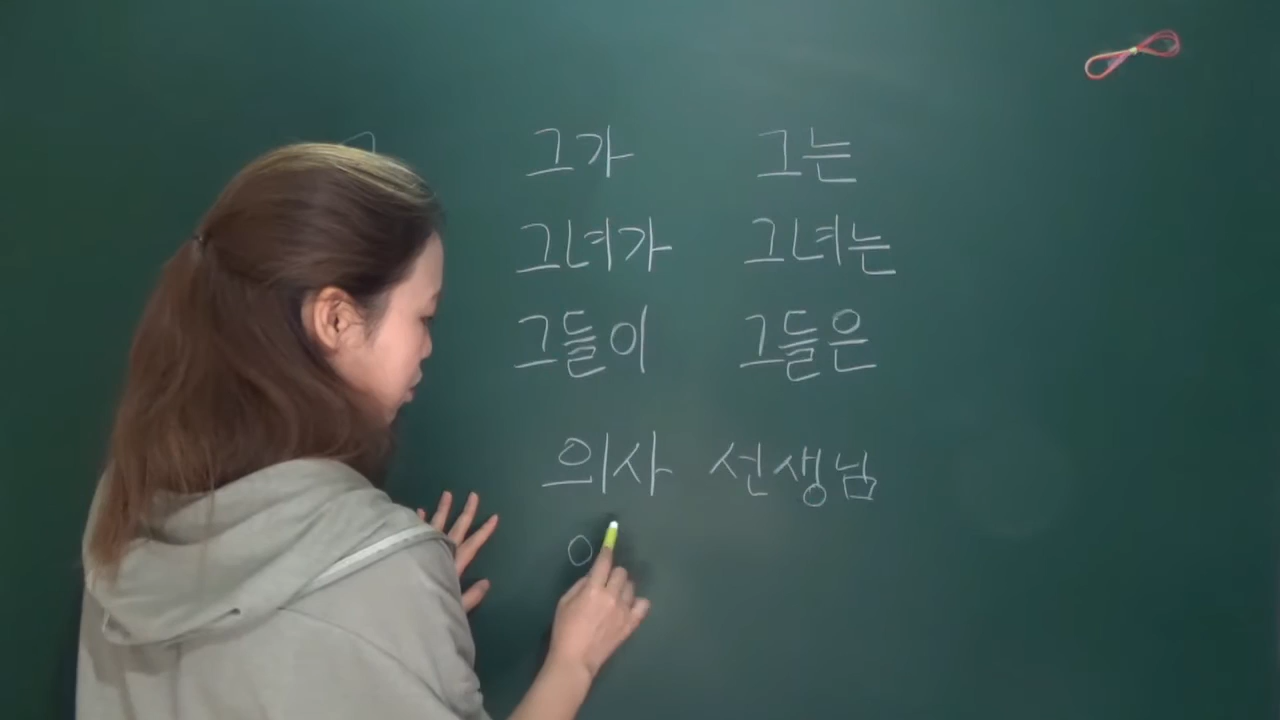 그가 그는
그녀가 그녀는
그들이 그들은
의사 선생님